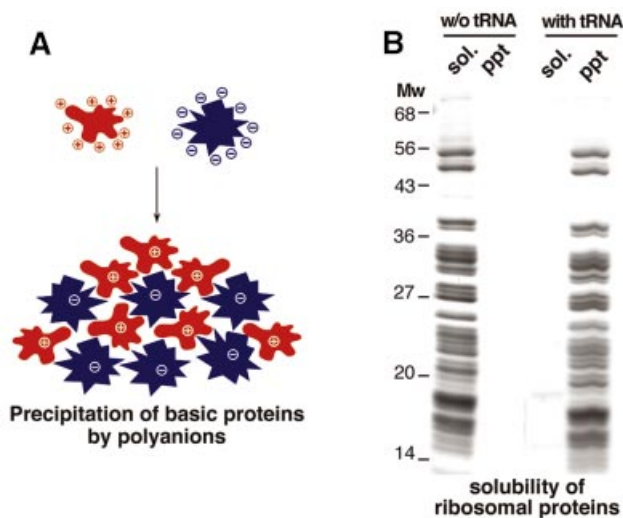 A
Precipitation of basic proteins
by polyanions
B
w/o tRNA with tRNA
sol. ppt sol. ppt
Mw
68
56
43
36
27
20
14
solubility of
ribosomal proteins